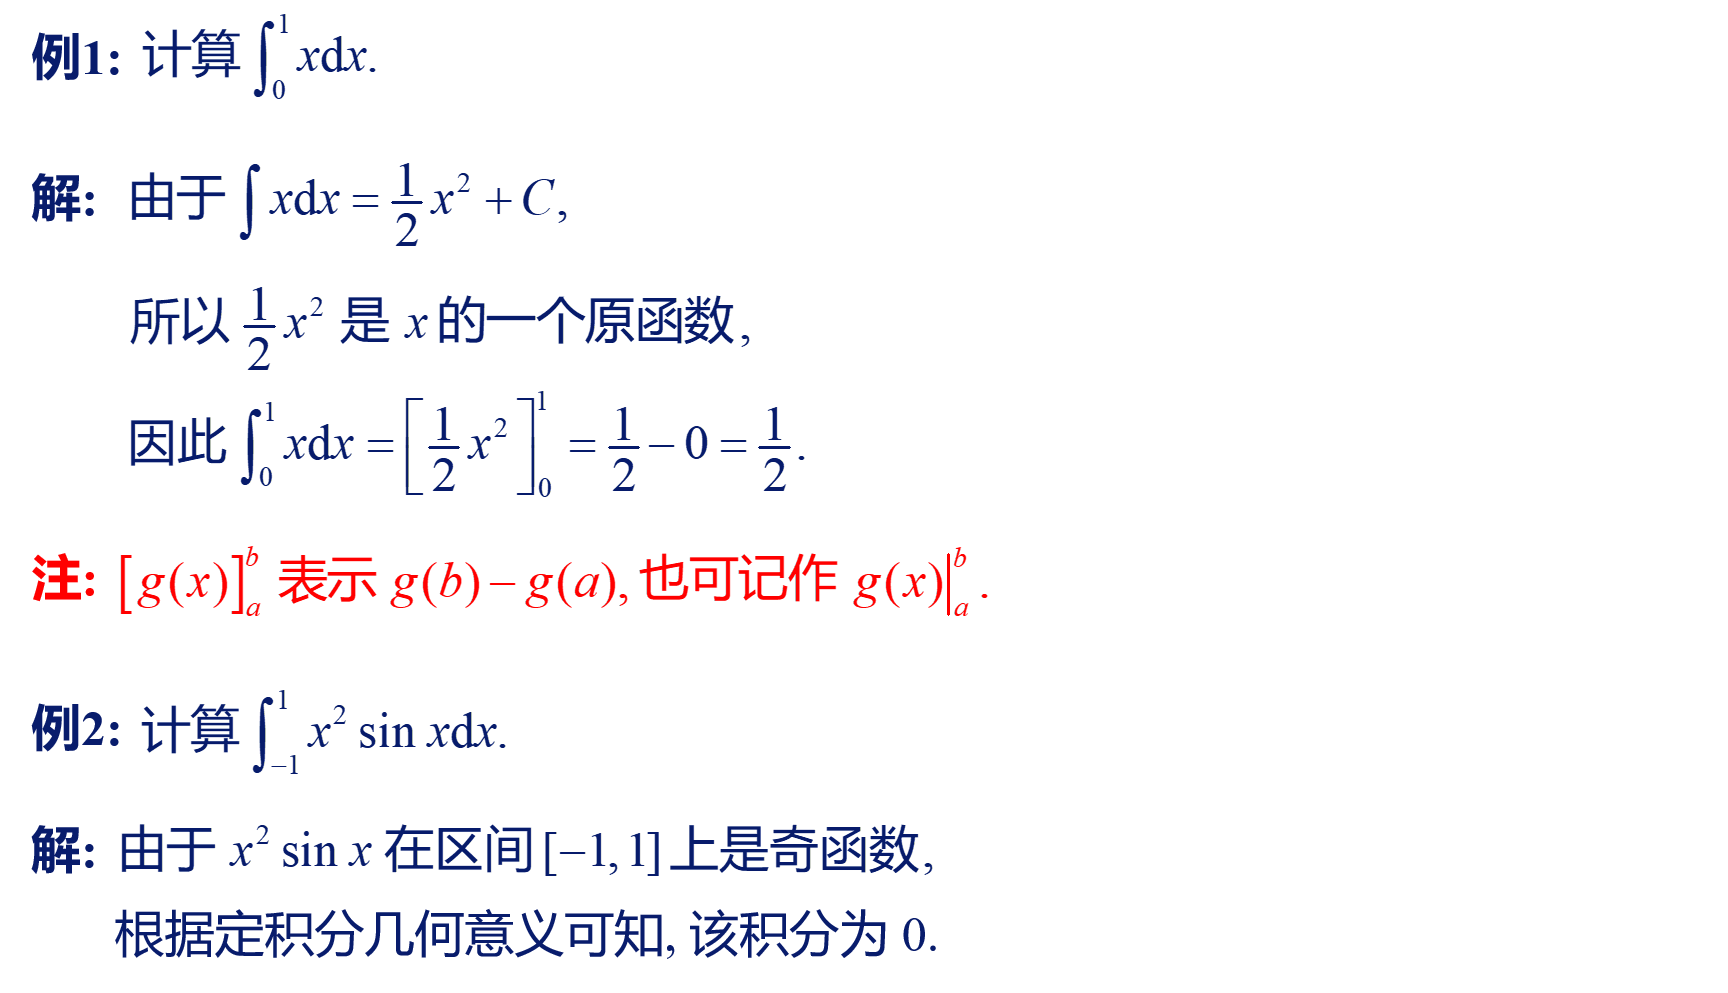 例1: 计算 $\int_0^1 x\mathrm{d}x.$
解: 由于 $\int x\mathrm{d}x = \frac{1}{2}x^2 + C,$
所以 $\frac{1}{2}x^2$ 是 $x$ 的一个原函数,
因此 $\int_0^1 x\mathrm{d}x = \left[\frac{1}{2}x^2\right]_0^1 = \frac{1}{2} - 0 = \frac{1}{2}.$
注: $\left[g(x)\right]_a^b$ 表示 $g(b) - g(a)$, 也可记作 $g(x)\big|_a^b$.
例2: 计算 $\int_{-1}^1 x^2 \sin x\mathrm{d}x.$
解: 由于 $x^2 \sin x$ 在区间 $[-1, 1]$ 上是奇函数,
根据定积分几何意义可知, 该积分为 0.